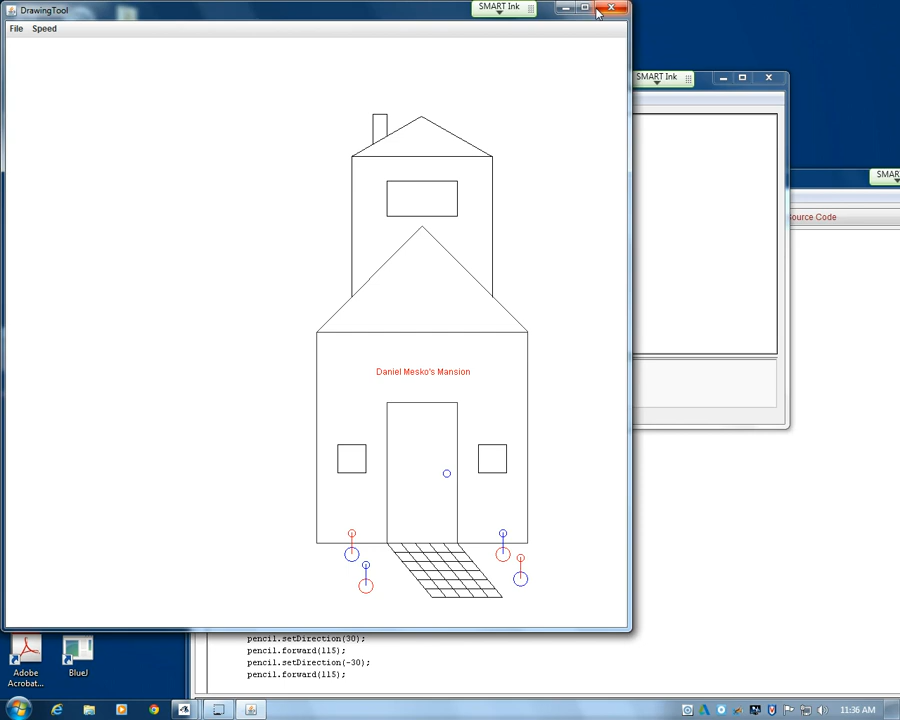 DrawingTool
SMART Ink
File Speed
SMART Ink
SMAR
Source Code
Daniel Mesko's Mansion
pencil.setDirection(30);
pencil.forward(115);
pencil.setDirection(-30);
pencil.forward(115);
Adobe
Acrobat...
BlueJ
11:36 AM